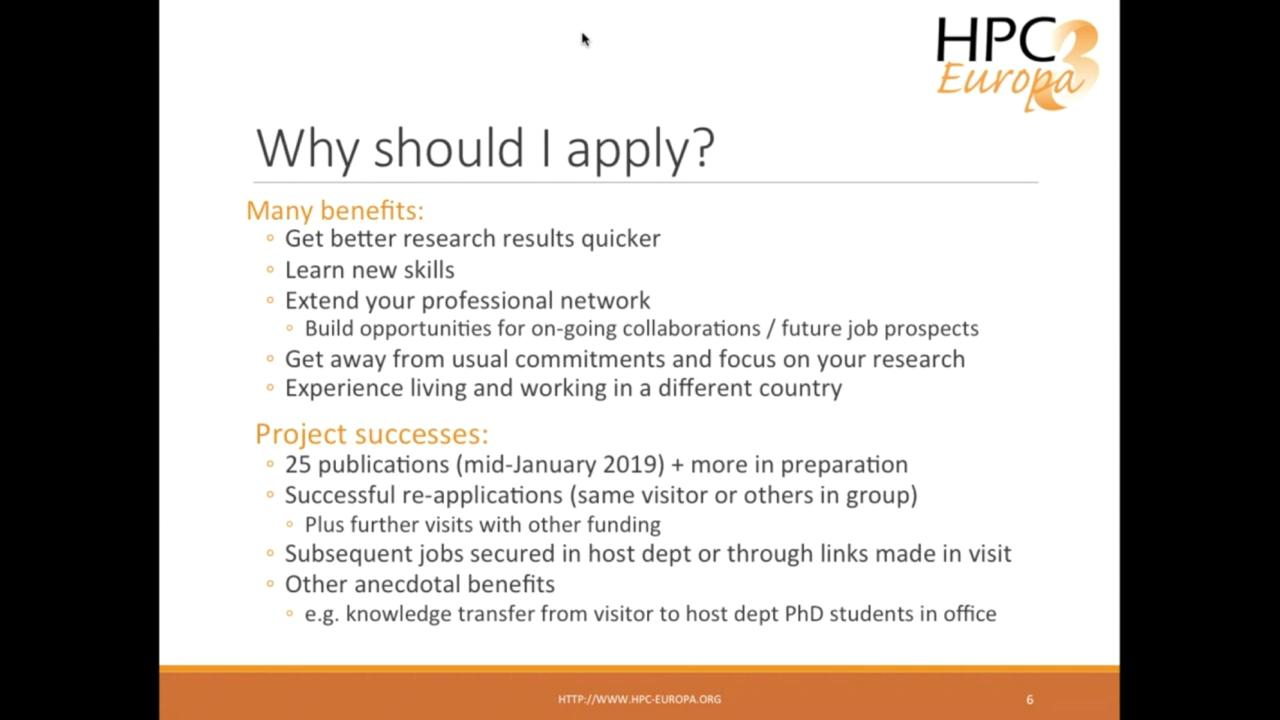 HPC3
Europa
Why should I apply?
Many benefits:
◦ Get better research results quicker
◦ Learn new skills
◦ Extend your professional network
◦ Build opportunities for on-going collaborations / future job prospects
◦ Get away from usual commitments and focus on your research
◦ Experience living and working in a different country
Project successes:
◦ 25 publications (mid-January 2019) + more in preparation
◦ Successful re-applications (same visitor or others in group)
◦ Plus further visits with other funding
◦ Subsequent jobs secured in host dept or through links made in visit
◦ Other anecdotal benefits
◦ e.g. knowledge transfer from visitor to host dept PhD students in office
HTTP://WWW.HPC-EUROPA.ORG
6